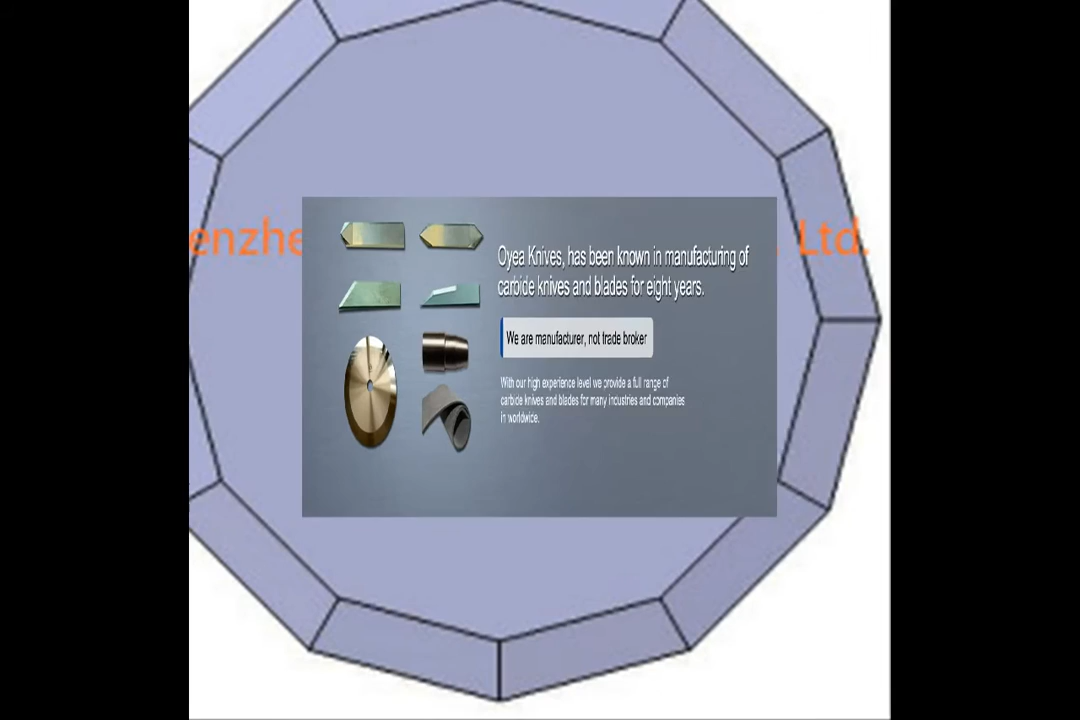 Oyea Knives, has been known in manufacturing of
carbide knives and blades for eight years.
We are manufacturer, not trade broker
With our high experience level we provide a full range of
carbide knives and blades for many industries and companies
in worldwide.
Ltd.